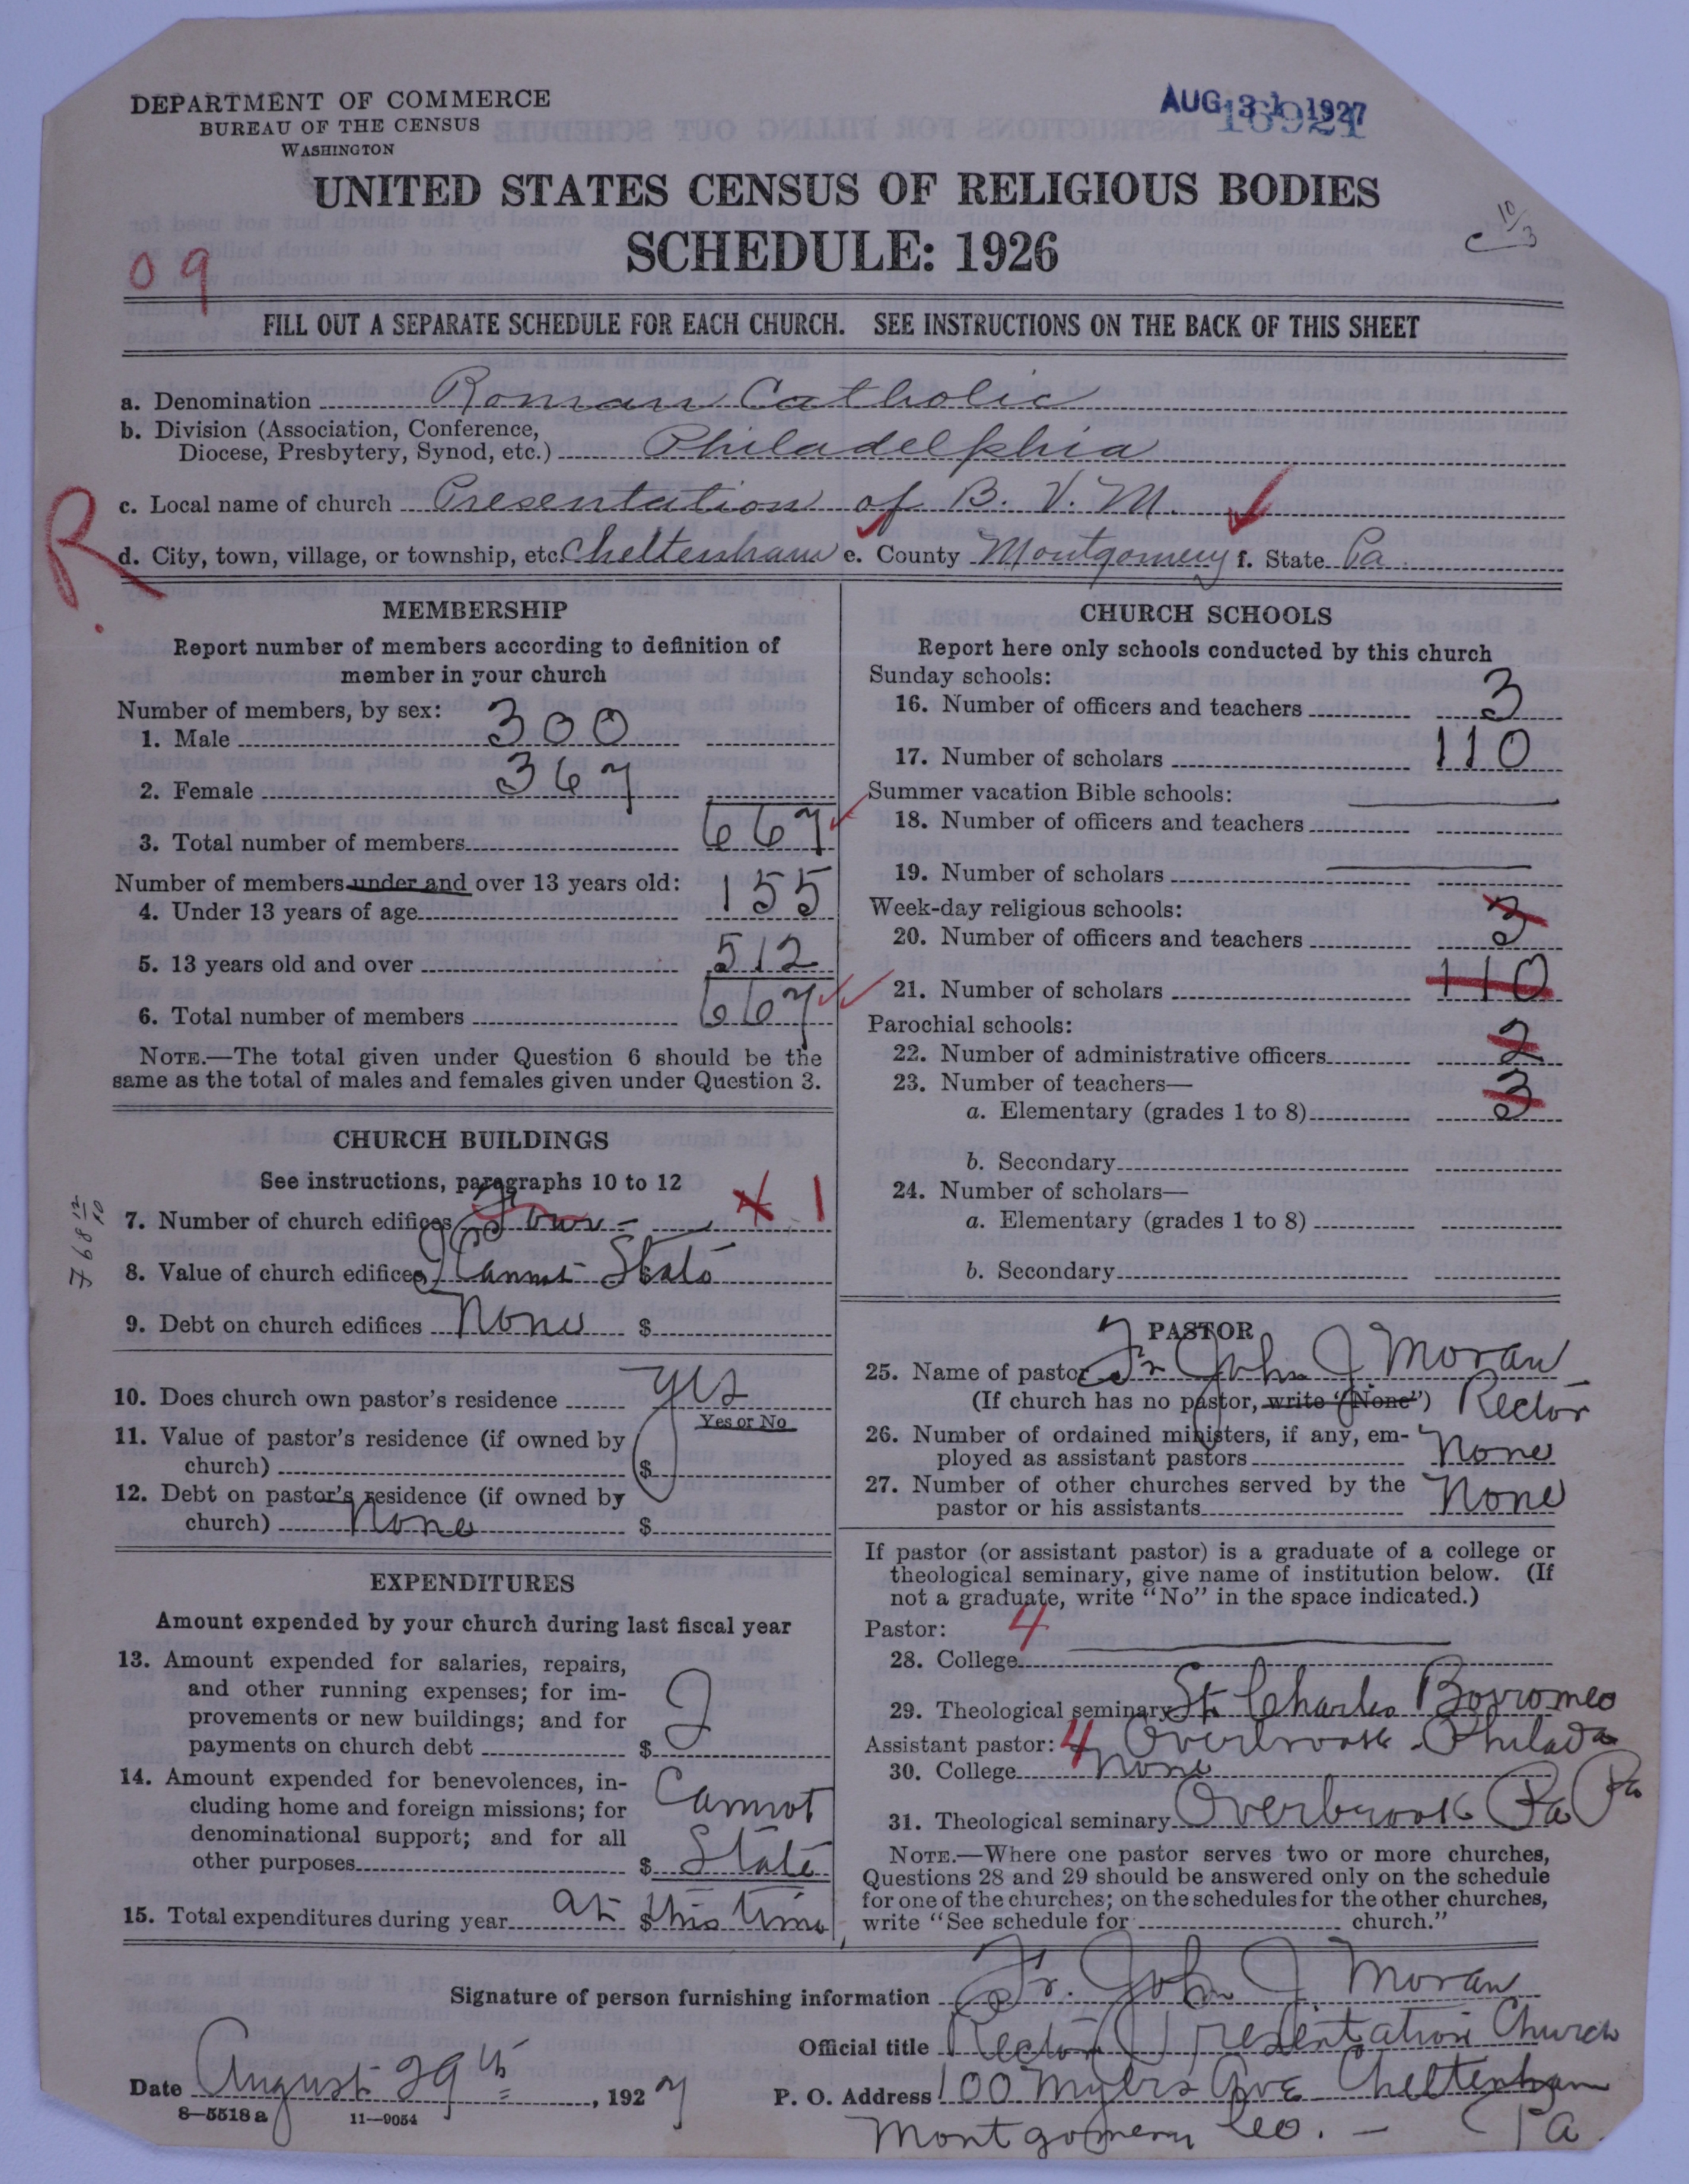 DEPARTMENT OF COMMERCE
BUREAU OF THE CENSUS
WASHINGTON
AUG 31 1927
16921
UNITED STATES CENSUS OF RELIGIOUS BODIES
SCHEDULE: 1926
10/3
09
FILL OUT A SEPARATE SCHEDULE FOR EACH CHURCH. SEE INSTRUCTIONS ON THE BACK OF THIS SHEET
a. Denomination Roman Catholic
b. Division (Association, Conference,
Diocese, Presbytery, Synod, etc.) Philadelphia
R.
c. Local name of church Presentation of B. V. M.
d. City, town, village, or township, etc. Cheltenham e. County Montgomery f. State Pa.
MEMBERSHIP
Report number of members according to definition of
member in your church
Number of members, by sex:
1. Male 300
2. Female 367
3. Total number of members 667
Number of members under and over 13 years old:
4. Under 13 years of age 155
5. 13 years old and over 512
6. Total number of members 667
NOTE.—The total given under Question 6 should be the
same as the total of males and females given under Question 3.
CHURCH BUILDINGS
See instructions, paragraphs 10 to 12
7. Number of church edifices Four - 1
8. Value of church edifices I Cannot State
9. Debt on church edifices None $
10. Does church own pastor's residence Yes
Yes or No
11. Value of pastor's residence (if owned by
church) $
12. Debt on pastor's residence (if owned by
church) None $
EXPENDITURES
Amount expended by your church during last fiscal year
13. Amount expended for salaries, repairs,
and other running expenses; for im-
provements or new buildings; and for
payments on church debt $ I
14. Amount expended for benevolences, in-
cluding home and foreign missions; for
denominational support; and for all
other purposes $ Cannot State
15. Total expenditures during year at $ this time
CHURCH SCHOOLS
Report here only schools conducted by this church
Sunday schools:
16. Number of officers and teachers 3
17. Number of scholars 110
Summer vacation Bible schools:
18. Number of officers and teachers
19. Number of scholars
Week-day religious schools:
20. Number of officers and teachers 3
21. Number of scholars 110
Parochial schools:
22. Number of administrative officers 2
23. Number of teachers—
a. Elementary (grades 1 to 8) 3
b. Secondary
24. Number of scholars—
a. Elementary (grades 1 to 8)
b. Secondary
PASTOR
25. Name of pastor Fr John J Moran
(If church has no pastor, write "None") Rector
26. Number of ordained ministers, if any, em-
ployed as assistant pastors None
27. Number of other churches served by the
pastor or his assistants None
If pastor (or assistant pastor) is a graduate of a college or
theological seminary, give name of institution below. (If
not a graduate, write "No" in the space indicated.)
Pastor: 4
28. College
29. Theological seminary St. Charles Borromeo
Assistant pastor: 4 Overbrook - Philada
30. College None Pa
31. Theological seminary Overbrook Pa
NOTE.—Where one pastor serves two or more churches,
Questions 28 and 29 should be answered only on the schedule
for one of the churches; on the schedules for the other churches,
write "See schedule for church."
Signature of person furnishing information Fr. John J. Moran
Official title Rector Presentation Church
Date August 29th, 1927 P. O. Address 100 Myers Ave Cheltenham
8—5518 a 11—9054
Montgomery Co. - Pa